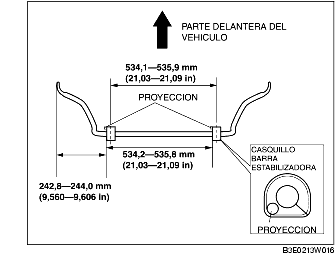 PARTE DELANTERA DEL
VEHICULO
534,1—535,9 mm
(21,03—21,09 in)
PROYECCION
534,2—535,8 mm
(21,03—21,09 in)
242,8—244,0 mm
(9,560—9,606 in)
CASQUILLO
BARRA
ESTABILIZADORA
PROYECCION
B3E0213W016